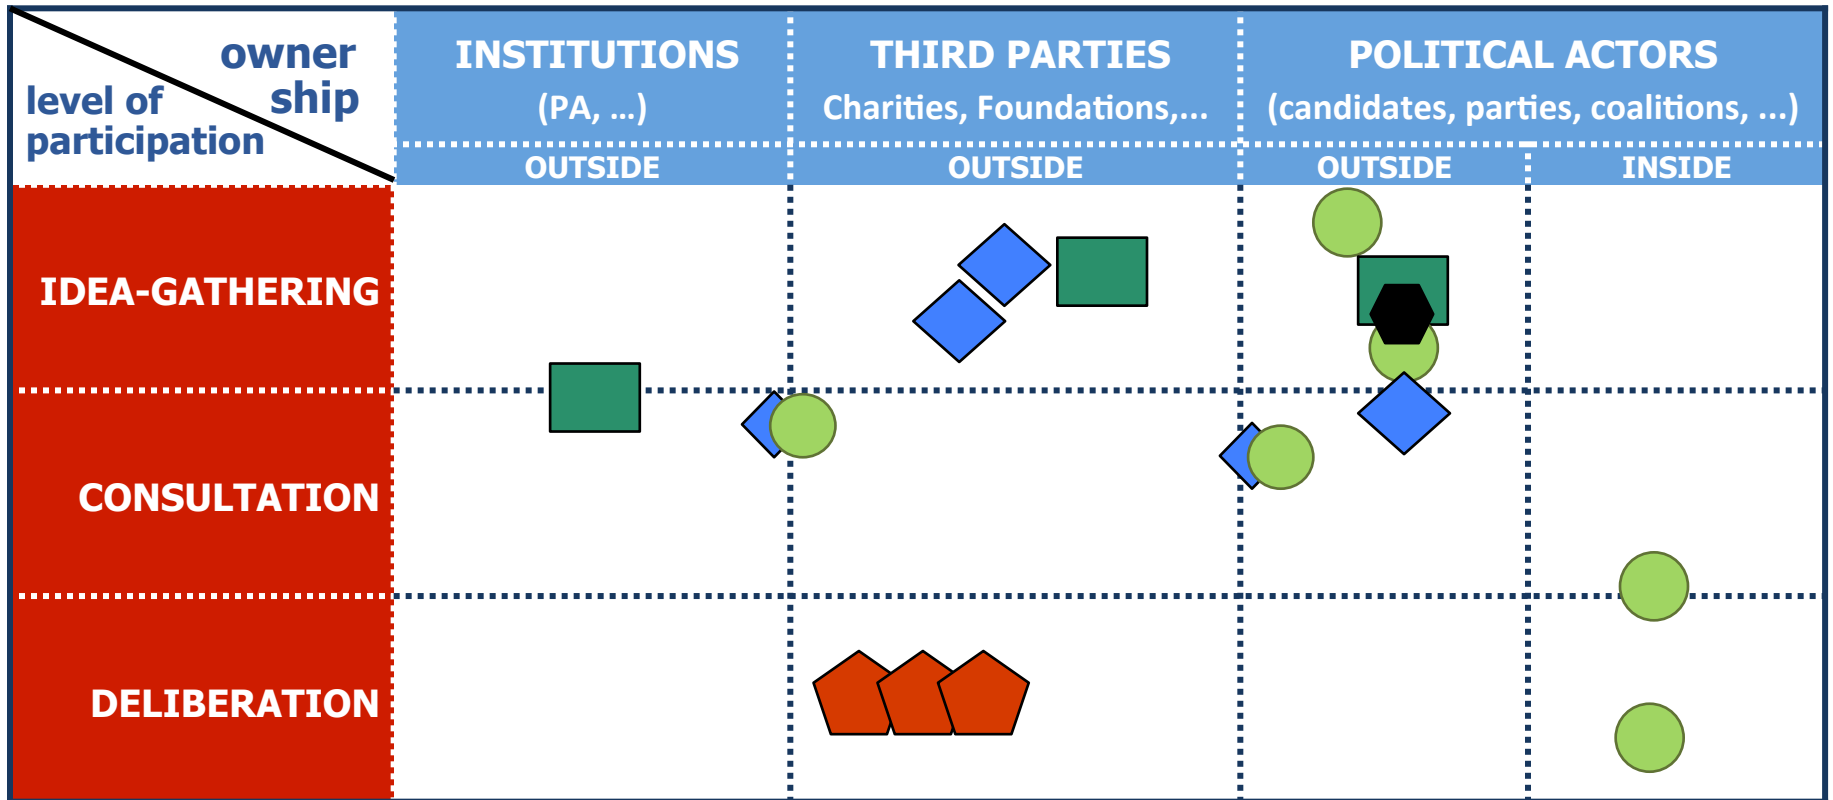 owner
ship
level of
participation
INSTITUTIONS
(PA, ...)
THIRD PARTIES
Charities, Foundations,...
POLITICAL ACTORS
(candidates, parties, coalitions, ...)
OUTSIDE
OUTSIDE
OUTSIDE
INSIDE
IDEA-GATHERING
CONSULTATION
DELIBERATION